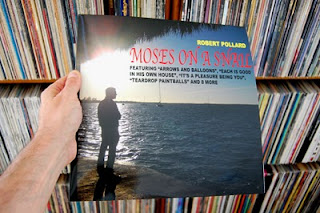 ROBERT POLLARD
MOSES ON A SNAIL
FEATURING "ARROWS AND BALLOONS", "EACH IS GOOD
IN HIS OWN HOUSE", "IT'S A PLEASURE BEING YOU",
"TEARDROP PAINTBALLS" AND 8 MORE